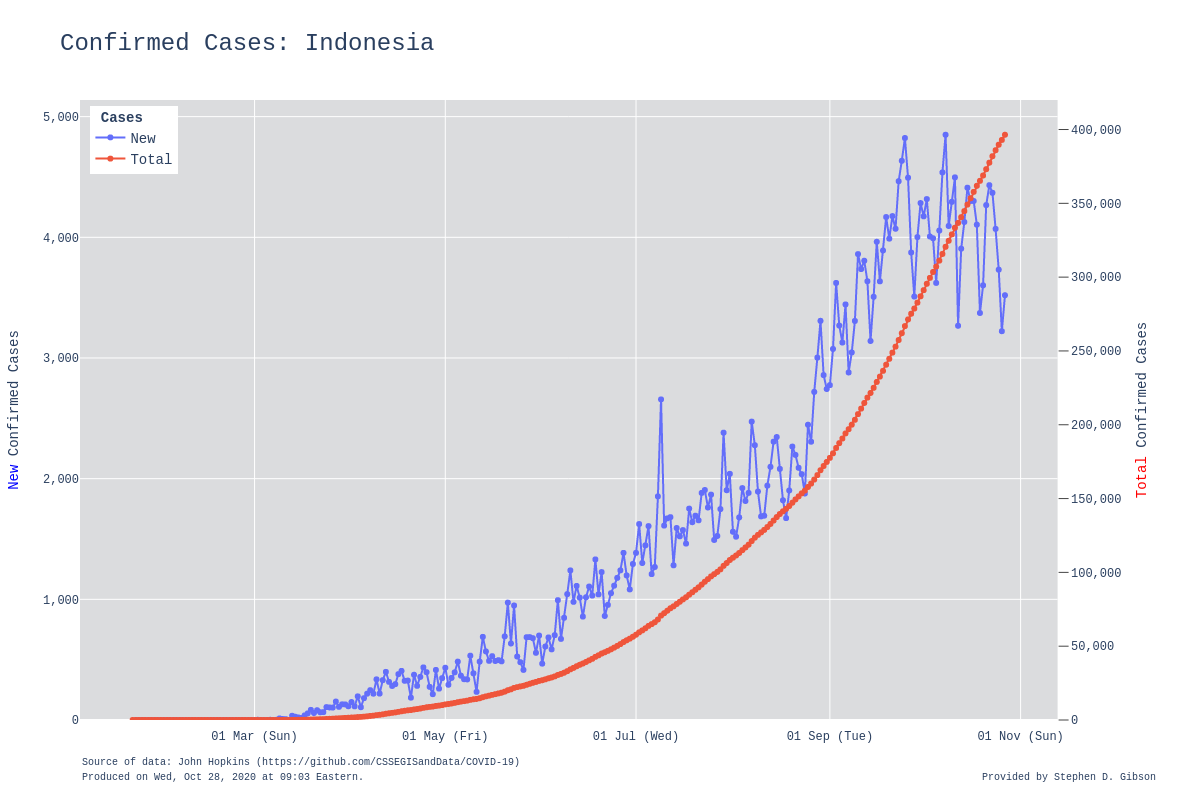 Confirmed Cases: Indonesia
Cases
New
Total
5,000
4,000
3,000
2,000
1,000
0
400,000
350,000
300,000
250,000
200,000
150,000
100,000
50,000
0
New Confirmed Cases
Total Confirmed Cases
01 Mar (Sun)
01 May (Fri)
01 Jul (Wed)
01 Sep (Tue)
01 Nov (Sun)
Source of data: John Hopkins (https://github.com/CSSEGISandData/COVID-19)
Produced on Wed, Oct 28, 2020 at 09:03 Eastern.
Provided by Stephen D. Gibson